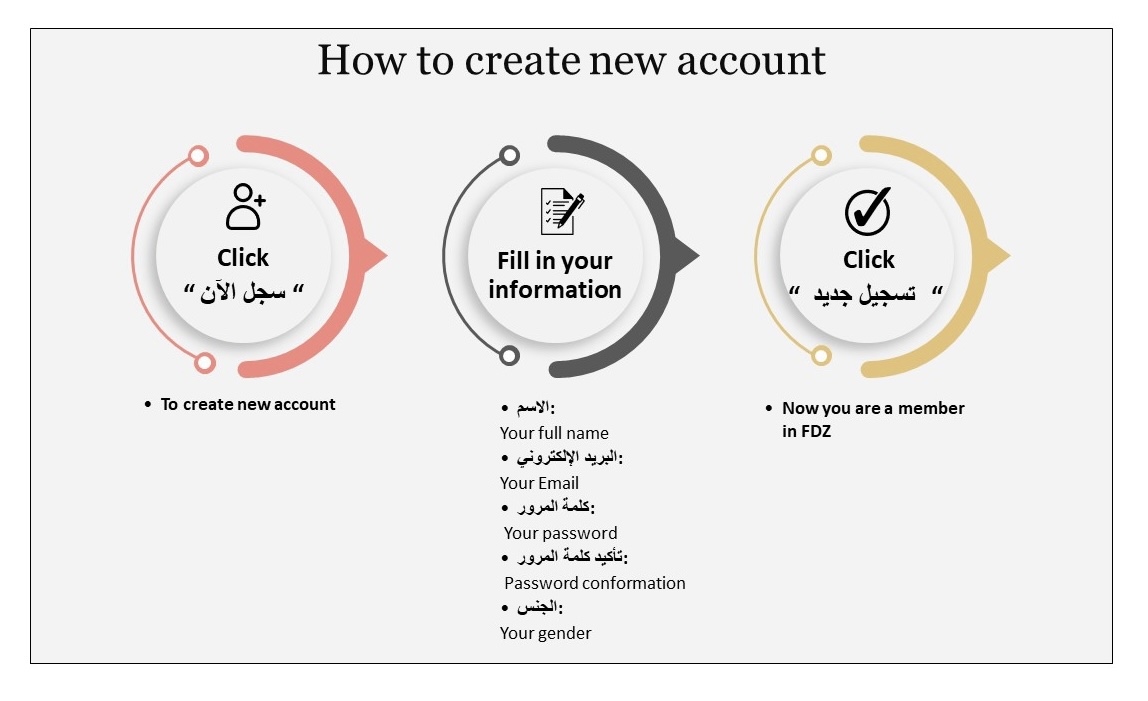 How to create new account
Click
“ سجل الآن “
Fill in your
information
Click
“ تسجيل جديد “
• To create new account
• الاسم:
Your full name
• البريد الإلكتروني:
Your Email
• كلمة المرور:
Your password
• تأكيد كلمة المرور:
Password conformation
• الجنس:
Your gender
• Now you are a member
in FDZ